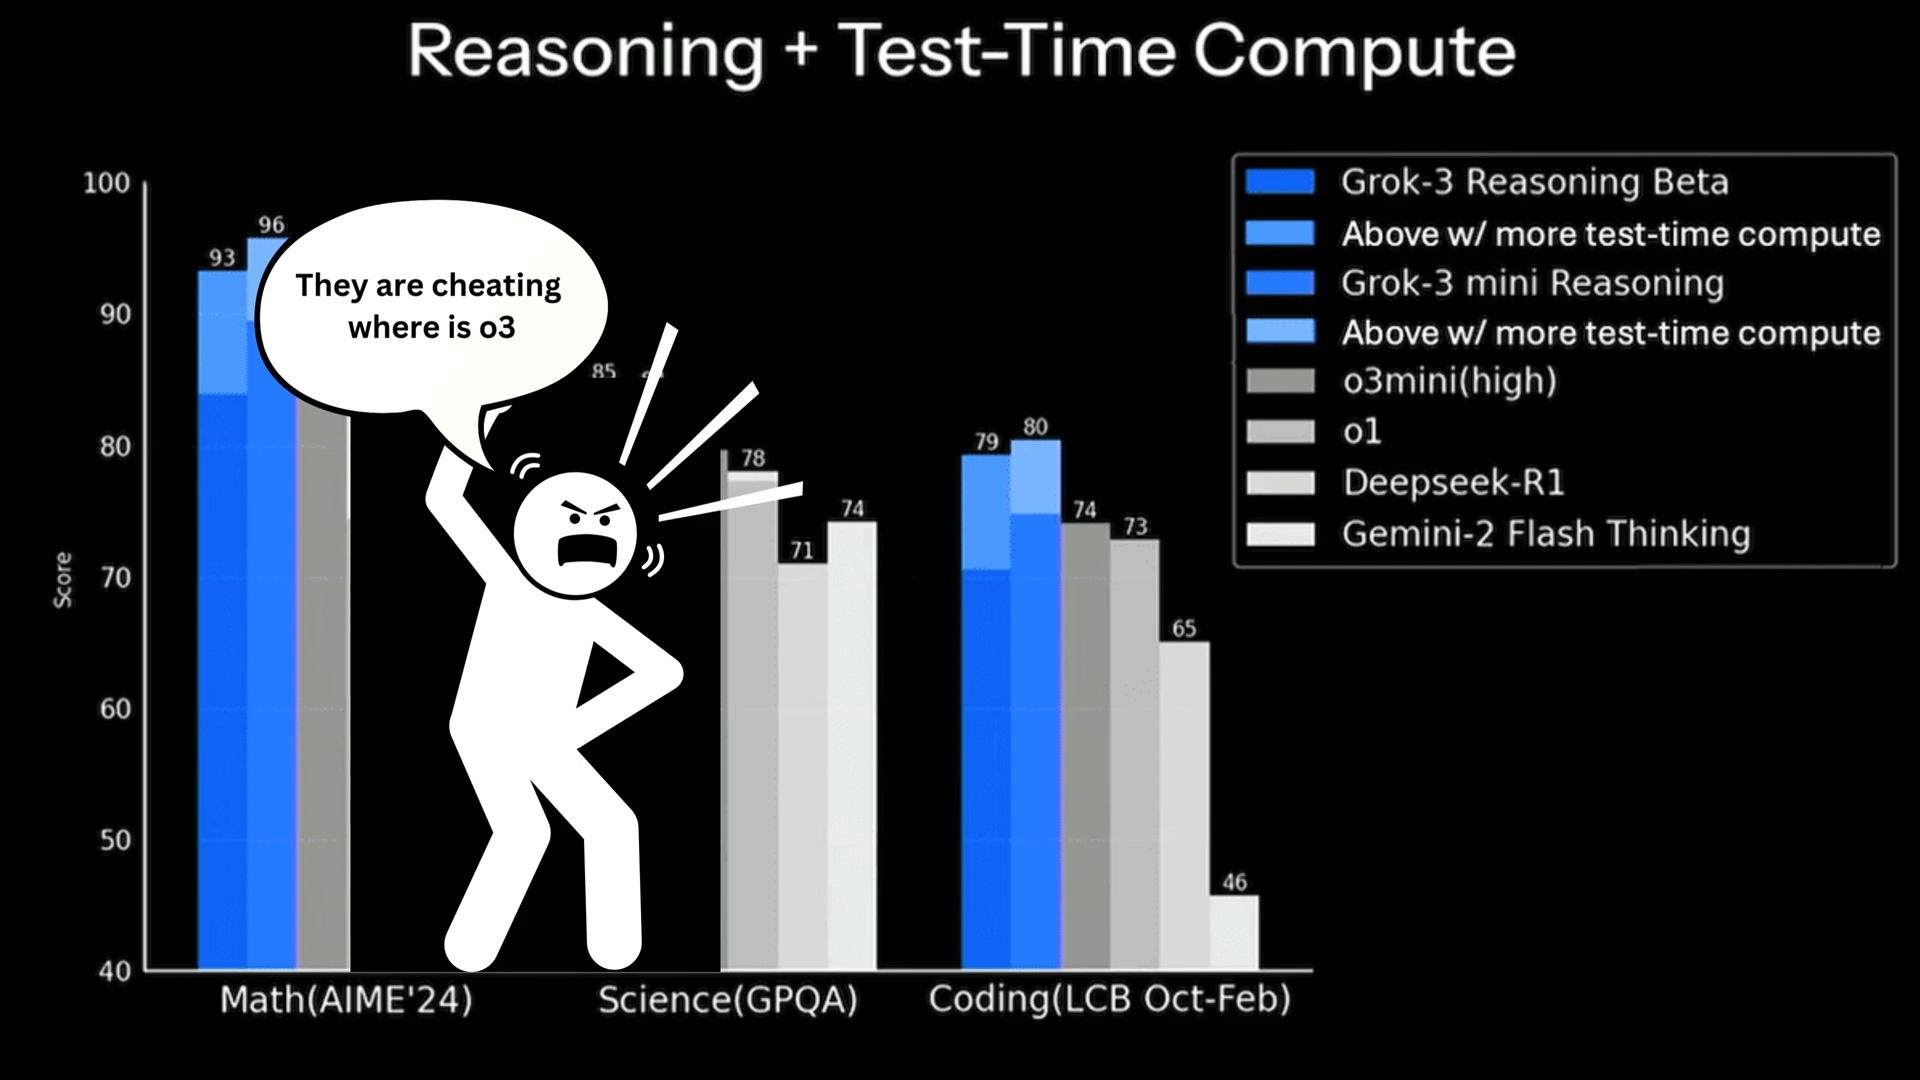 Reasoning + Test-Time Compute
100
90
80
70
60
50
40
Score
93
96
They are cheating
where is o3
85
78
71
74
79
80
74
73
65
46
Math(AIME'24)
Science(GPQA)
Coding(LCB Oct-Feb)
Grok-3 Reasoning Beta
Above w/ more test-time compute
Grok-3 mini Reasoning
Above w/ more test-time compute
o3mini(high)
o1
Deepseek-R1
Gemini-2 Flash Thinking